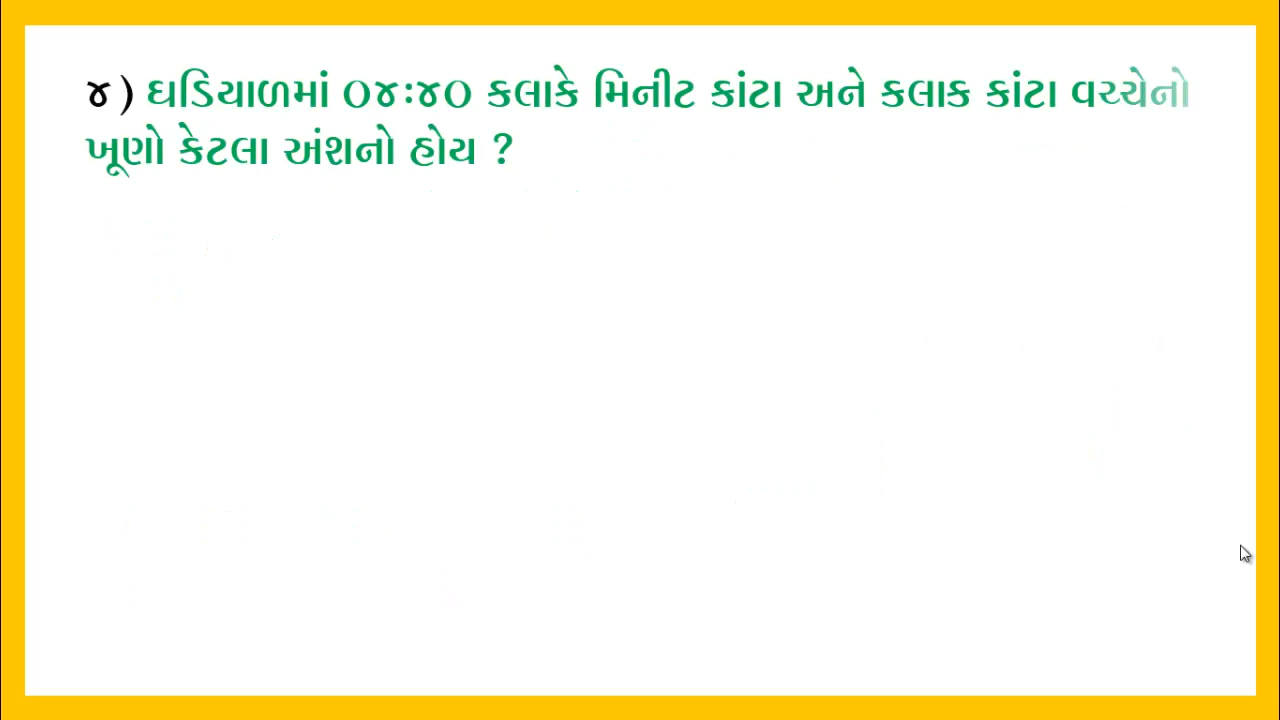 ૪) ઘડિયાળમાં ૦૪:૪૦ કલાકે મિનીટ કાંટા અને કલાક કાંટા વચ્ચેનો
ખૂણો કેટલા અંશનો હોય ?